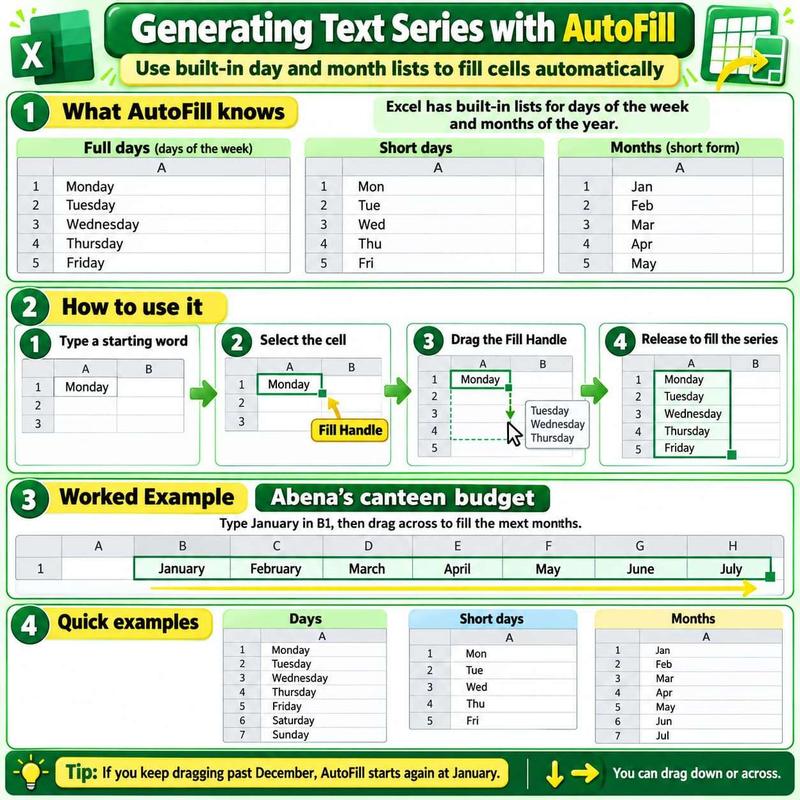 X
Generating Text Series with AutoFill
Use built-in day and month lists to fill cells automatically
1 What AutoFill knows
Excel has built-in lists for days of the week
and months of the year.
Full days (days of the week)
A
1 Monday
2 Tuesday
3 Wednesday
4 Thursday
5 Friday
Short days
A
1 Mon
2 Tue
3 Wed
4 Thu
5 Fri
Months (short form)
A
1 Jan
2 Feb
3 Mar
4 Apr
5 May
2 How to use it
1 Type a starting word
A B
1 Monday
2
3
2 Select the cell
A B
1 Monday
2
3
Fill Handle
3 Drag the Fill Handle
A B
1 Monday
2
3
4
5
Tuesday
Wednesday
Thursday
4 Release to fill the series
A B
1 Monday
2 Tuesday
3 Wednesday
4 Thursday
5 Friday
3 Worked Example
Abena's canteen budget
Type January in B1, then drag across to fill the mext months.
A B C D E F G H
1 January February March April May June July
4 Quick examples
Days
A
1 Monday
2 Tuesday
3 Wednesday
4 Thursday
5 Friday
6 Saturday
7 Sunday
Short days
A
1 Mon
2 Tue
3 Wed
4 Thu
5 Fri
Months
A
1 Jan
2 Feb
3 Mar
4 Apr
5 May
6 Jun
7 Jul
Tip: If you keep dragging past December, AutoFill starts again at January.
You can drag down or across.